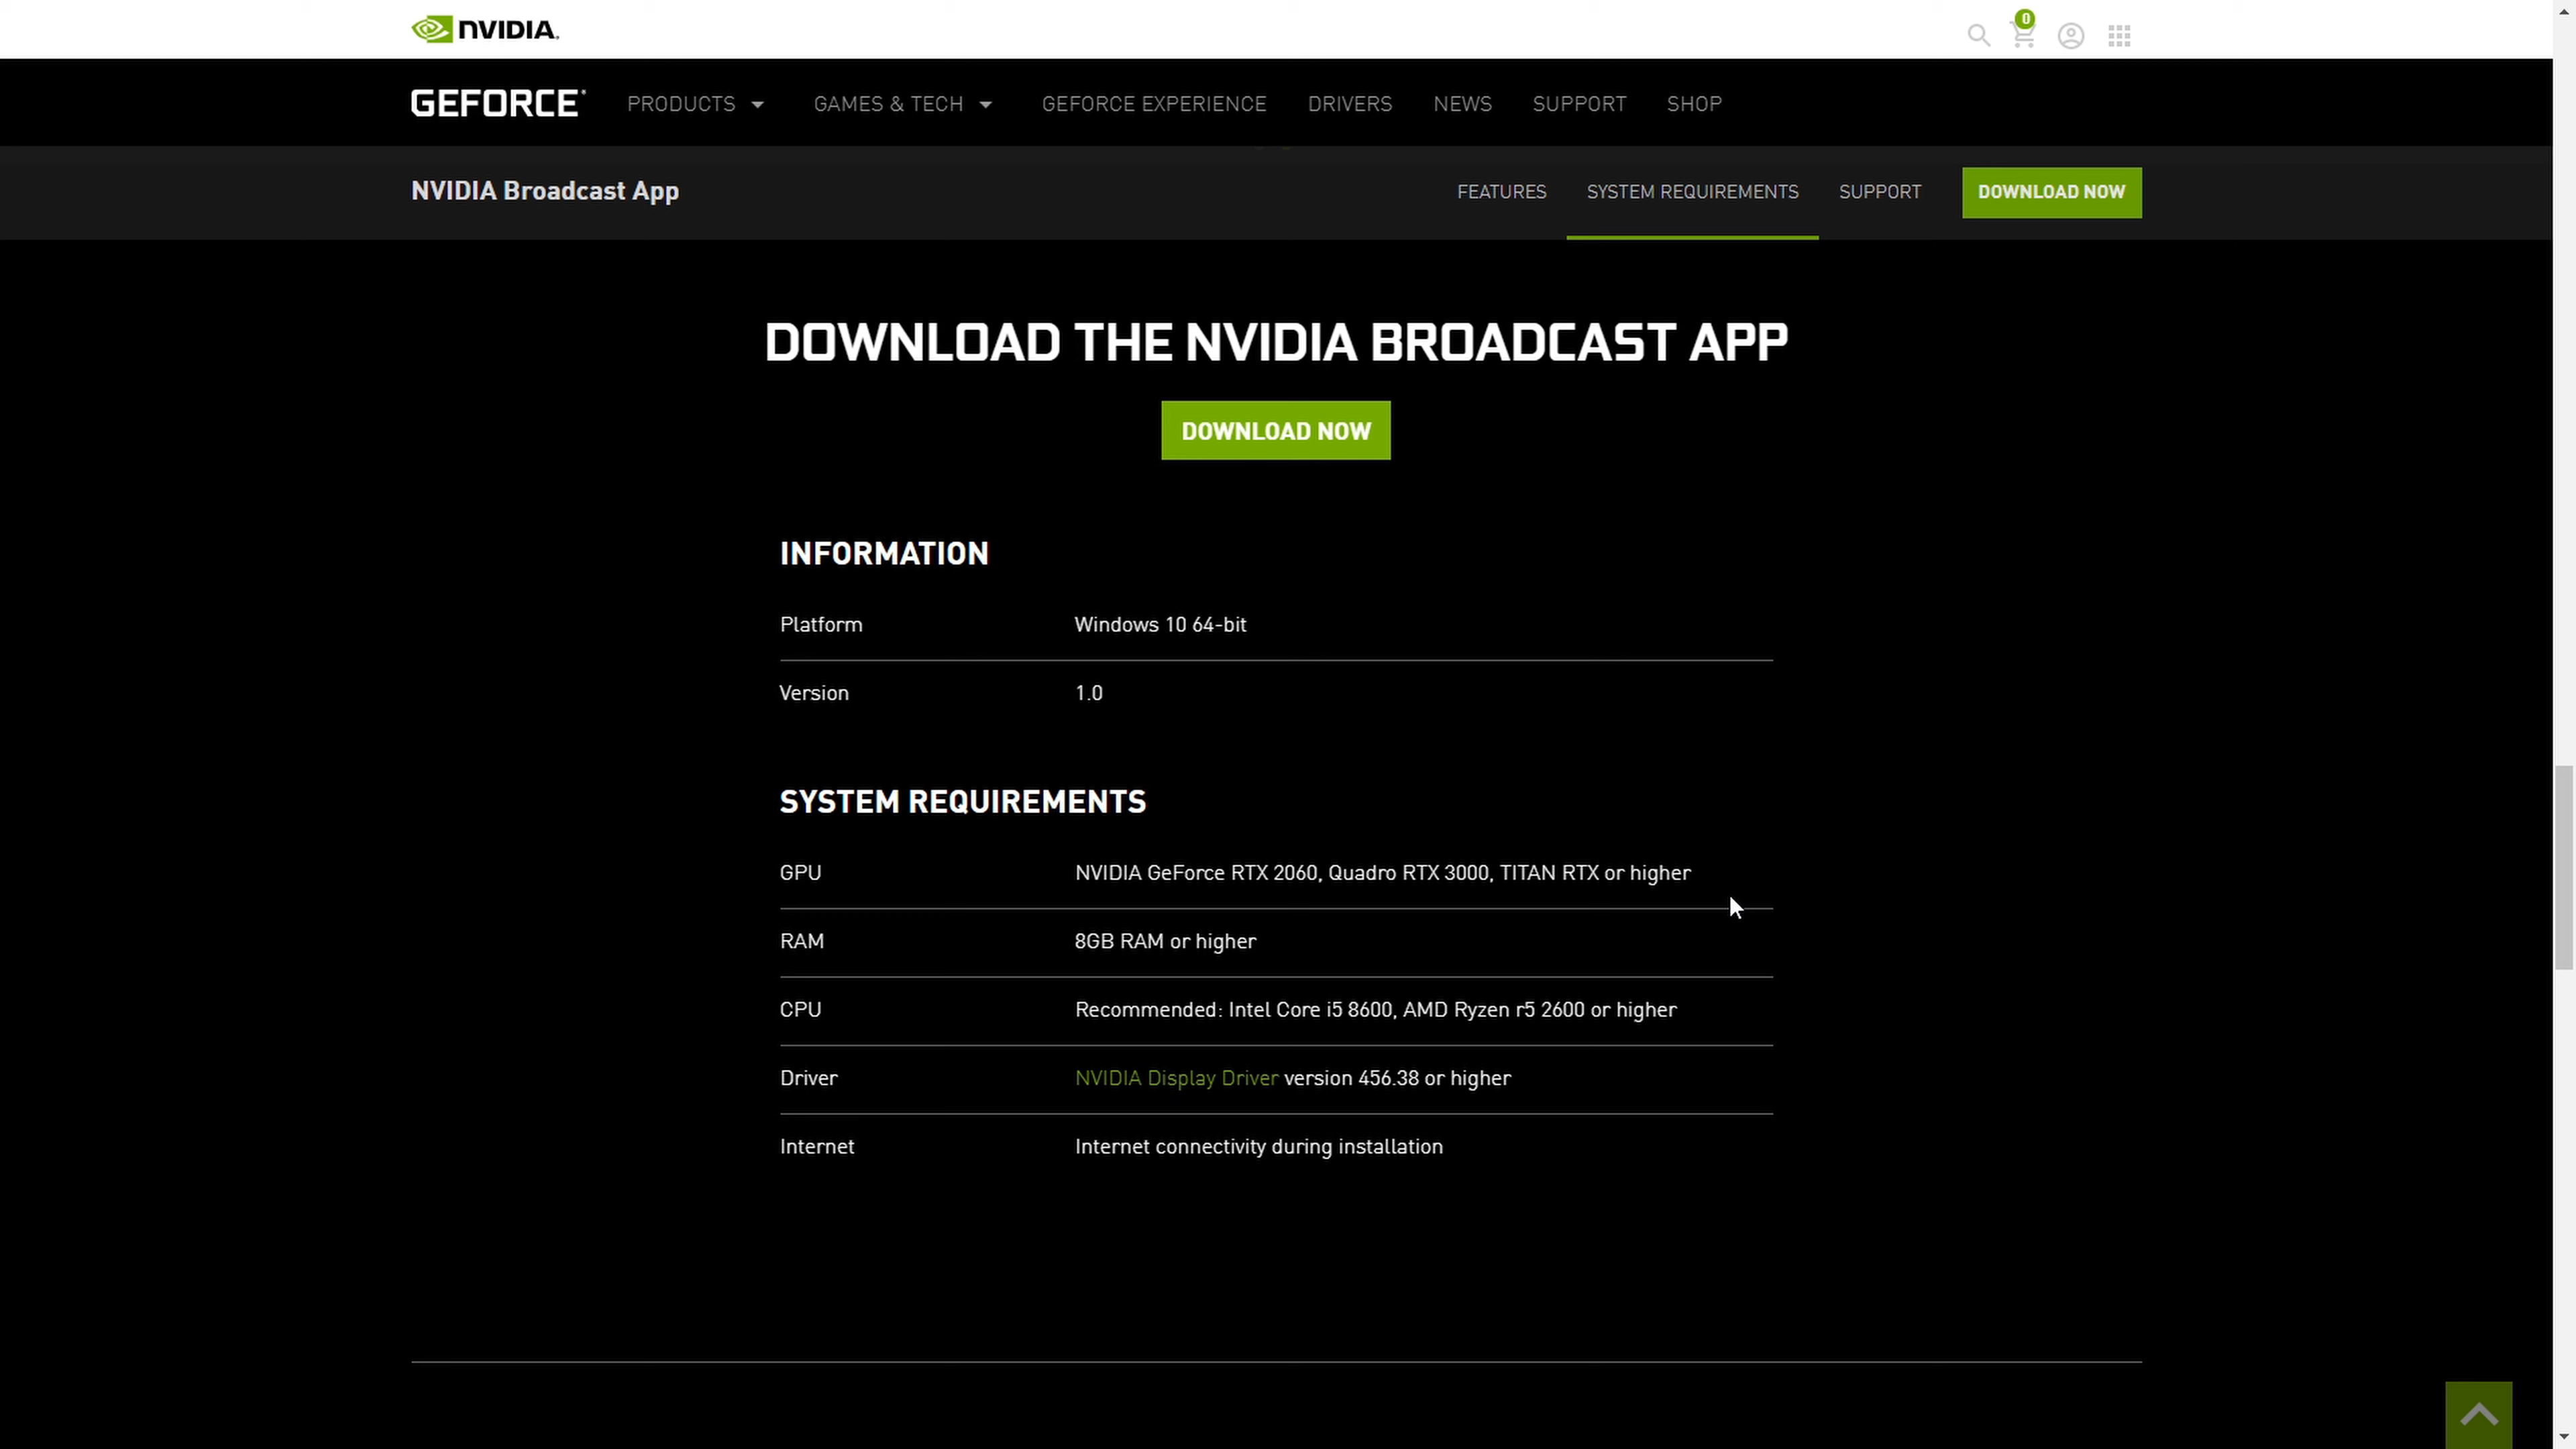 NVIDIA.
0
GEFORCE PRODUCTS GAMES & TECH GEFORCE EXPERIENCE DRIVERS NEWS SUPPORT SHOP
NVIDIA Broadcast App FEATURES SYSTEM REQUIREMENTS SUPPORT DOWNLOAD NOW
DOWNLOAD THE NVIDIA BROADCAST APP
DOWNLOAD NOW
INFORMATION
Platform Windows 10 64-bit
Version 1.0
SYSTEM REQUIREMENTS
GPU NVIDIA GeForce RTX 2060, Quadro RTX 3000, TITAN RTX or higher
RAM 8GB RAM or higher
CPU Recommended: Intel Core i5 8600, AMD Ryzen r5 2600 or higher
Driver NVIDIA Display Driver version 456.38 or higher
Internet Internet connectivity during installation